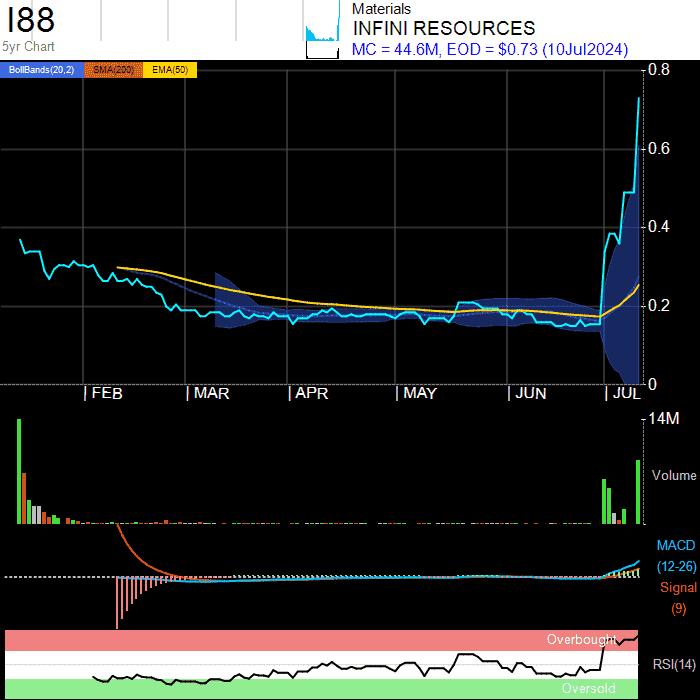 I88
5yr Chart
Materials
INFINI RESOURCES
MC = 44.6M, EOD = $0.73 (10Jul2024)
BollBands(20,2) SMA(200) EMA(50)
0.8
0.6
0.4
0.2
0
FEB MAR APR MAY JUN JUL
14M
Volume
MACD
(12-26)
Signal
(9)
Overbought
RSI(14)
Oversold